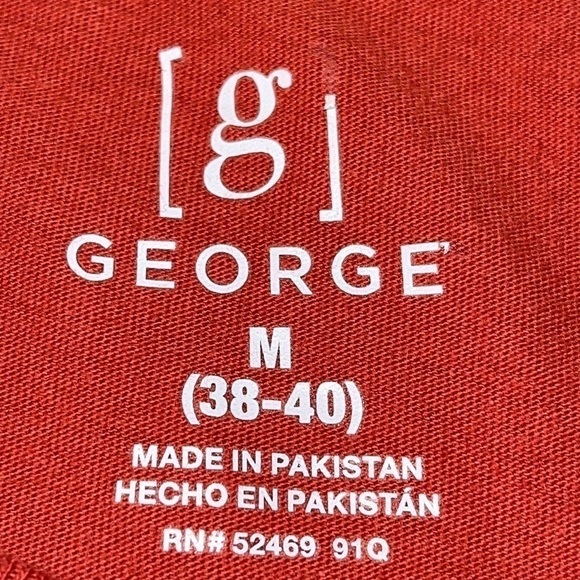 [g]
GEORGE
M
(38-40)
MADE IN PAKISTAN
HECHO EN PAKISTÁN
RN# 52469 91Q